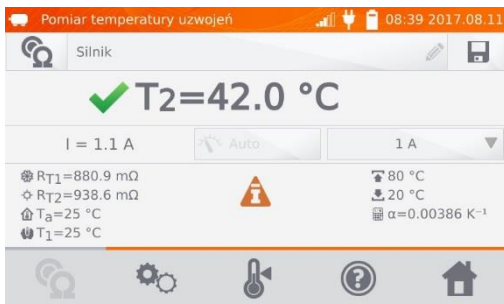 Pomiar temperatury uzwojeń 08:39 2017.08.11
Silnik
T2=42.0 °C
I = 1.1 A Auto 1 A
RT1=880.9 mΩ 80 °C
RT2=938.6 mΩ 20 °C
Ta=25 °C α=0.00386 K⁻¹
T1=25 °C